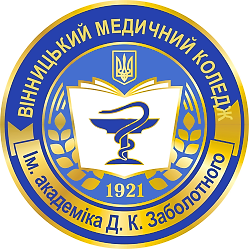 ВІННИЦЬКИЙ МЕДИЧНИЙ КОЛЕДЖ
1921
Ім. академіка Д. К. Заболотного